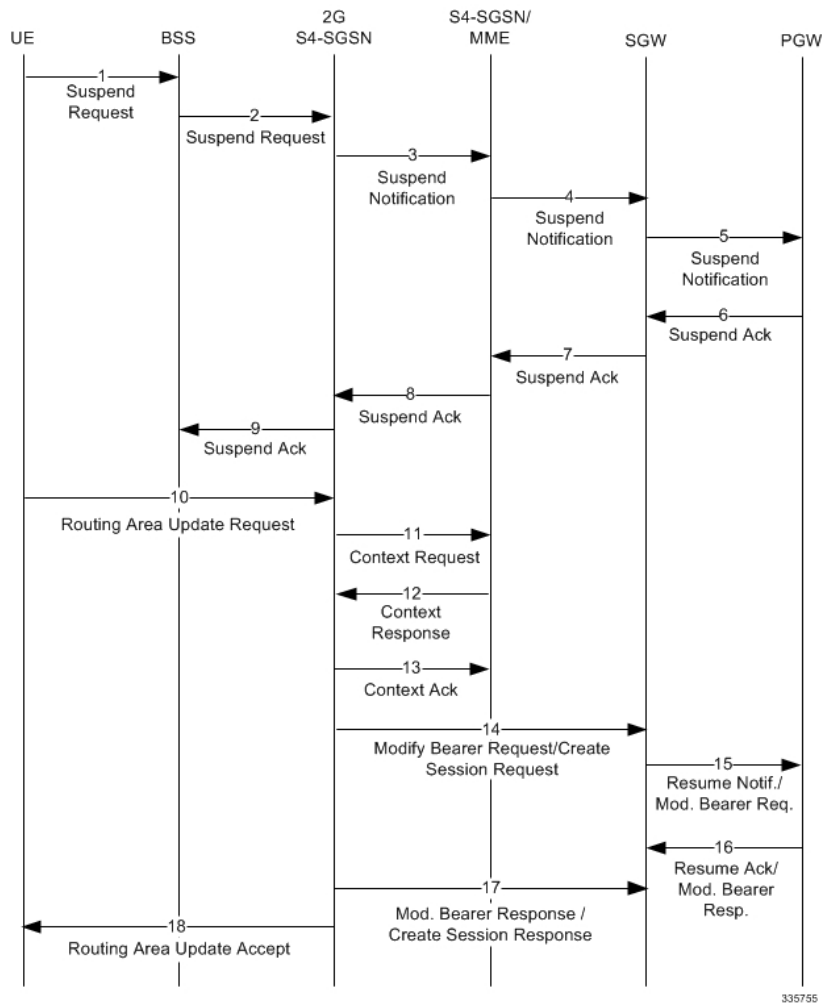 2G
S4-SGSN/
UE
BSS
S4-SGSN
MME
SGW
PGW
1
Suspend
Request
2
Suspend Request
3
Suspend
Notification
4
Suspend
Notification
5
Suspend
Notification
6
Suspend Ack
7
Suspend Ack
8
Suspend Ack
9
Suspend Ack
10
Routing Area Update Request
11
Context Request
12
Context
Response
13
Context Ack
14
Modify Bearer Request/Create
Session Request
15
Resume Notif./
Mod. Bearer Req.
16
Resume Ack/
Mod. Bearer
Resp.
17
Mod. Bearer Response /
Create Session Response
18
Routing Area Update Accept
335755